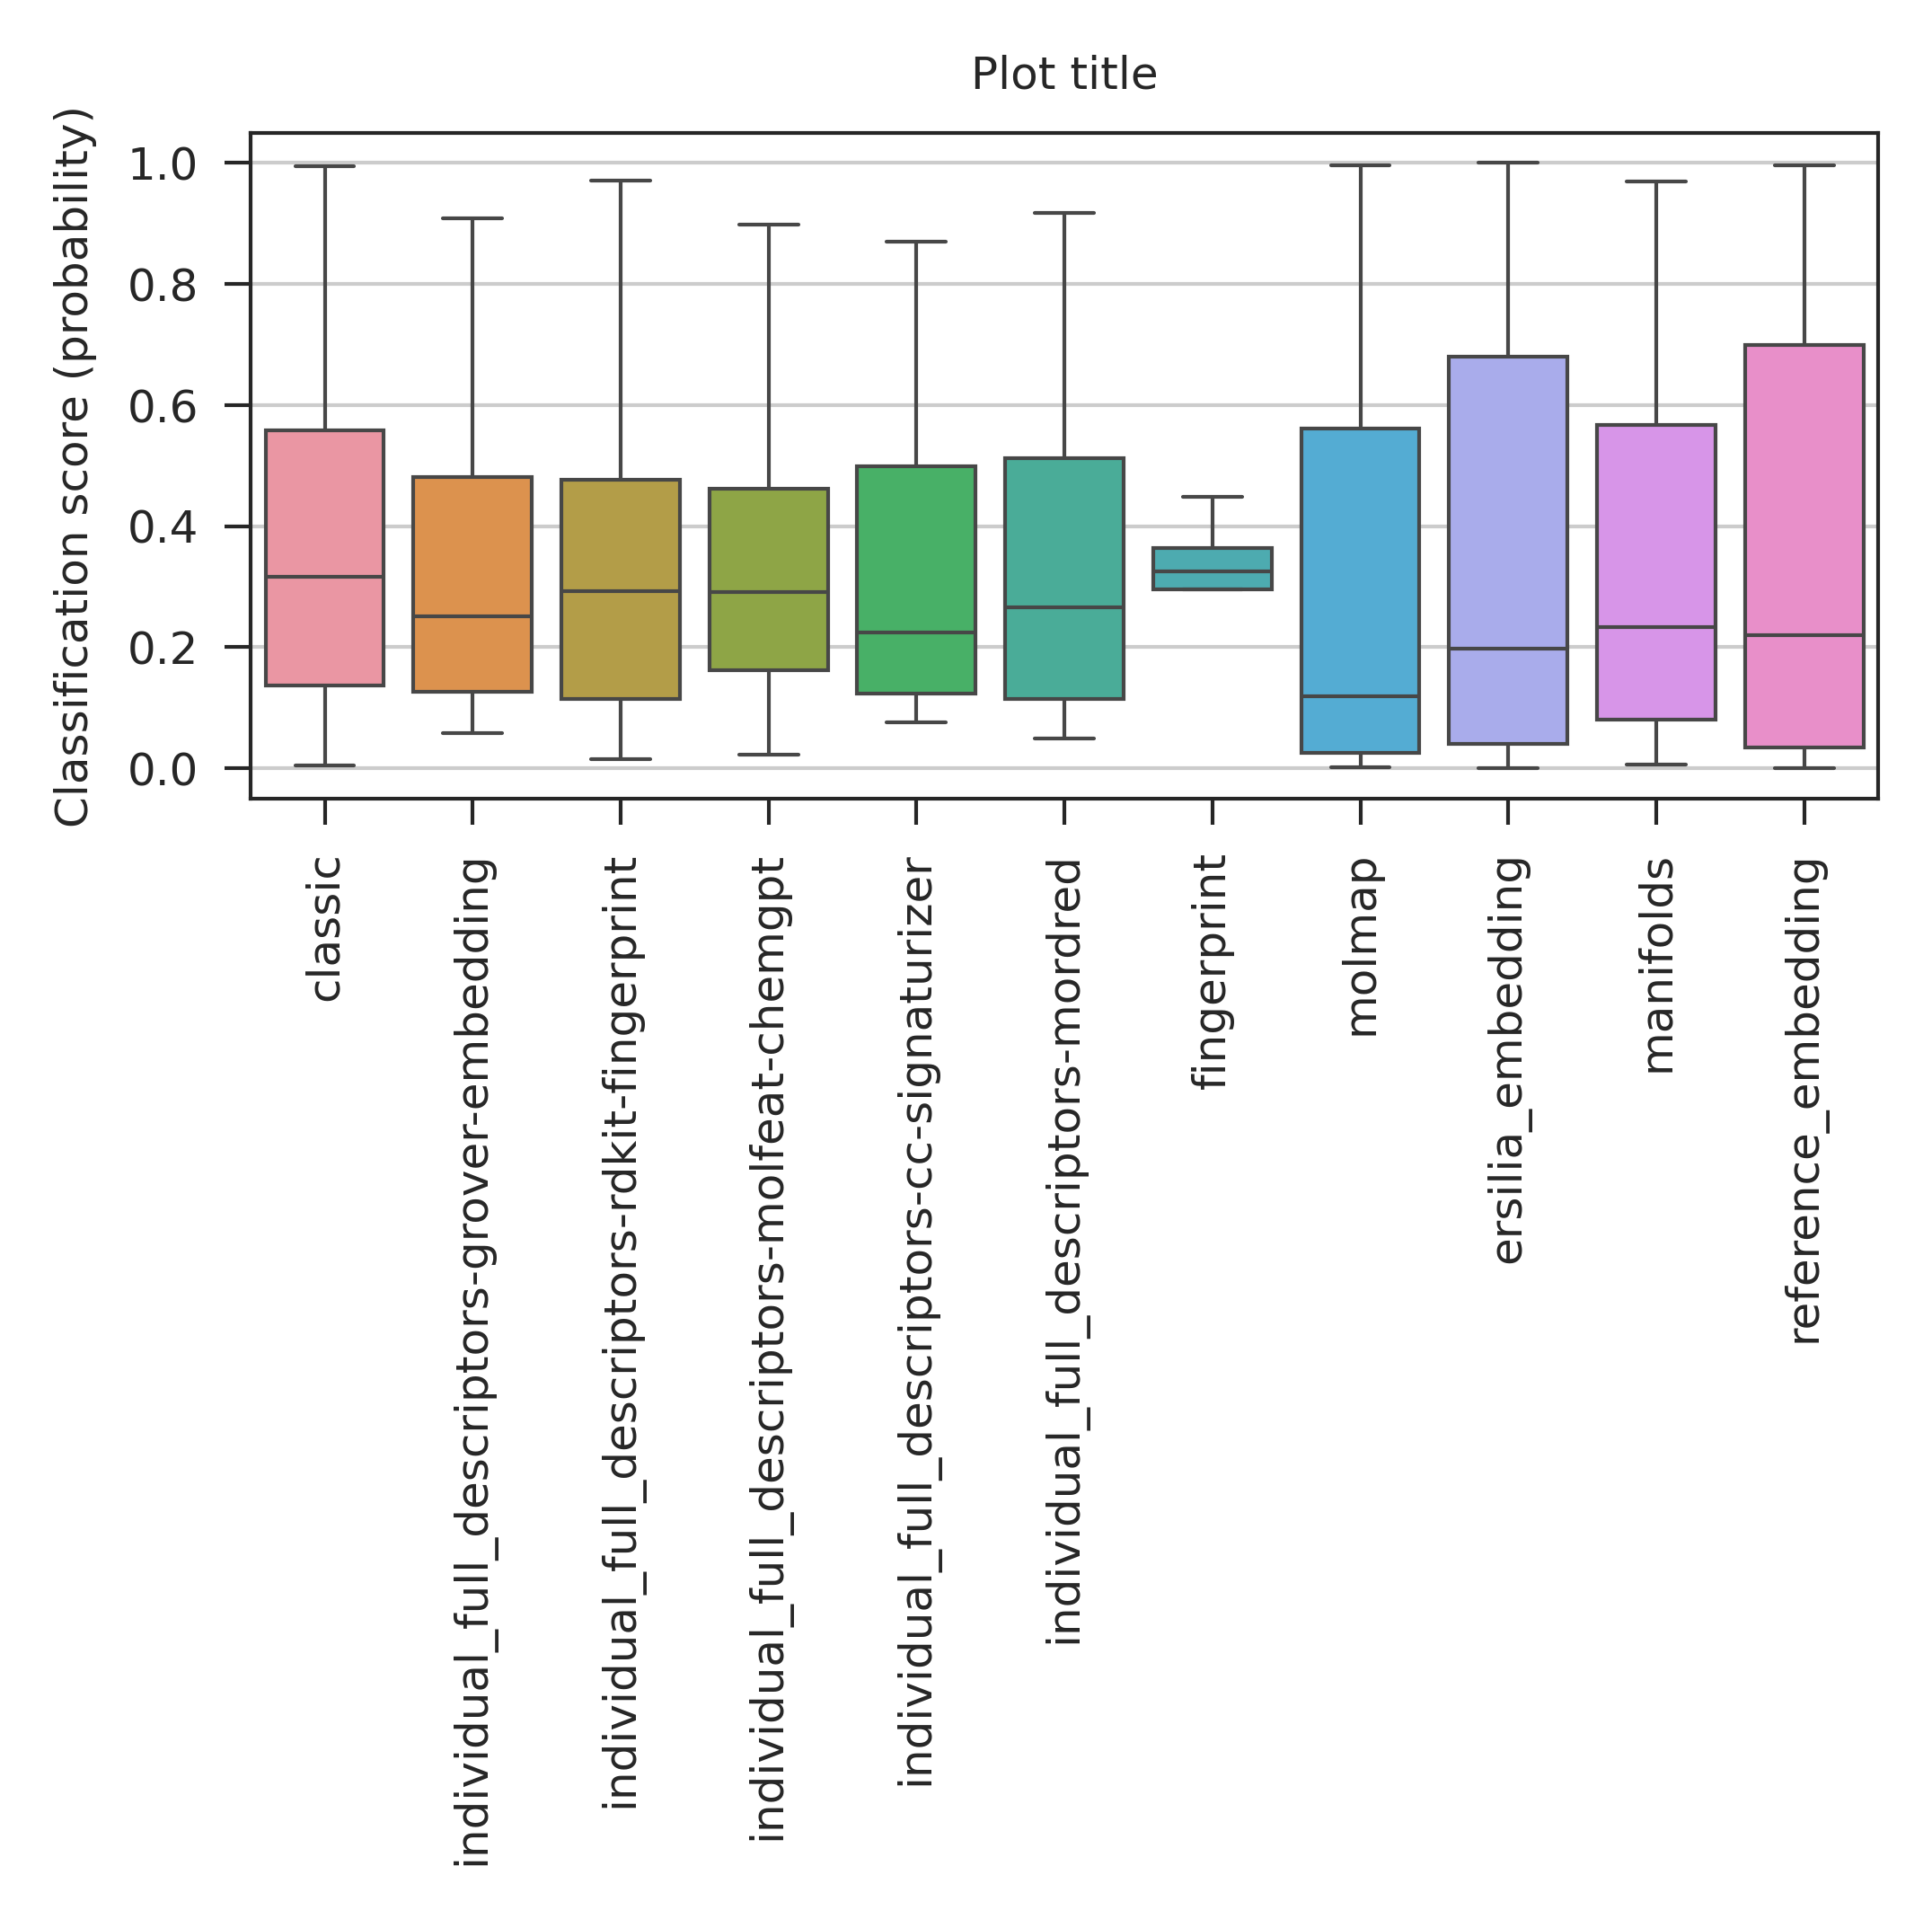 Plot title
Classification score (probability)
1.0
0.8
0.6
0.4
0.2
0.0
classic
individual_full_descriptors-grover-embedding
individual_full_descriptors-rdkit-fingerprint
individual_full_descriptors-molfeat-chemgpt
individual_full_descriptors-cc-signaturizer
individual_full_descriptors-mordred
fingerprint
molmap
ersilia_embedding
manifolds
reference_embedding